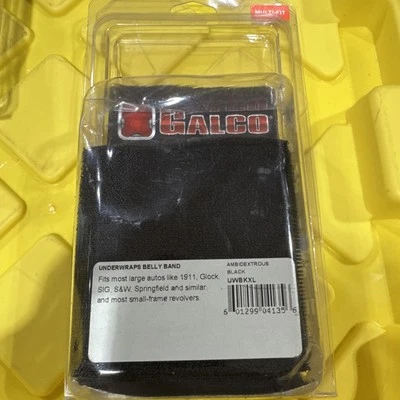 MULTI-FIT
GALCO
UNDERWRAPS BELLY BAND
Fits most large autos like 1911, Glock,
SIG, S&W, Springfield and similar
and most small-frame revolvers.
AMBIDEXTROUS
BLACK
UWBKXL
6 01299 04135 6